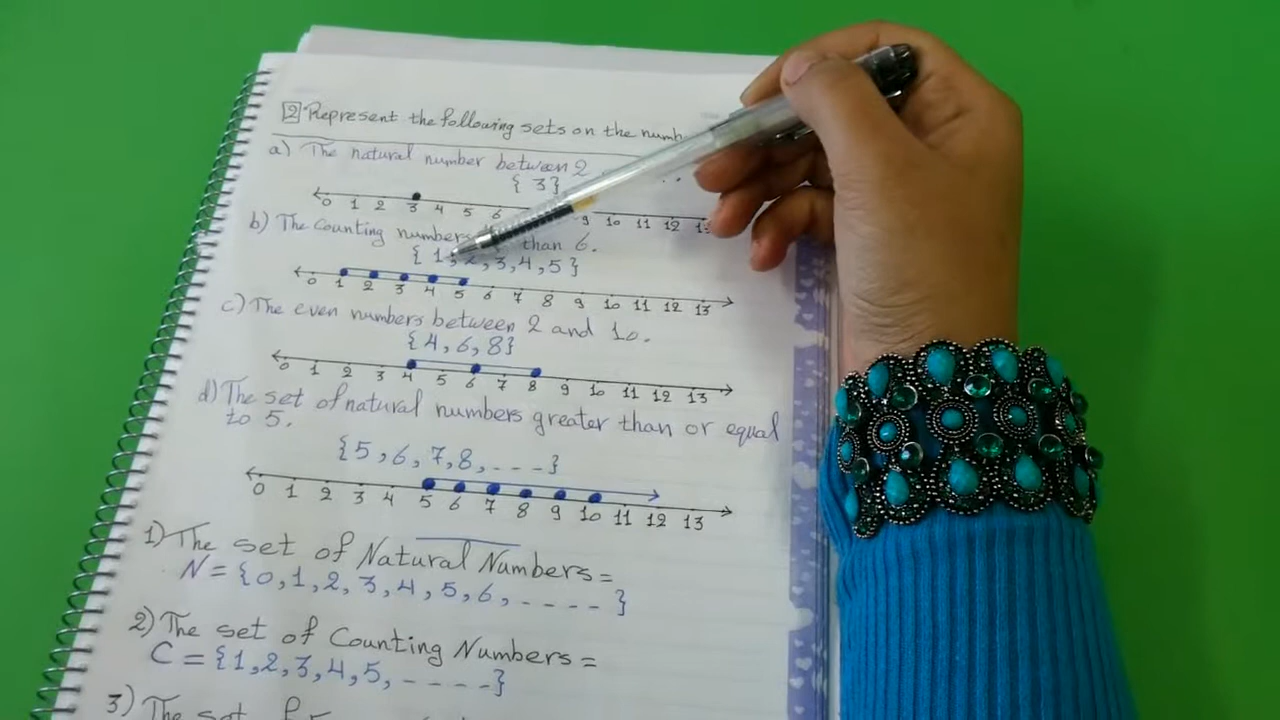 2 Represent the following sets on the numb
a) The natural number between 2
{ 3 }
0 1 2 3 4 5 6 9 10 11 12 13
b) The Counting numbers than 6.
{ 1, 2, 3, 4, 5 }
0 1 2 3 4 5 6 7 8 9 10 11 12 13
c) The even numbers between 2 and 10.
{ 4, 6, 8 }
0 1 2 3 4 5 6 7 8 9 10 11 12 13
d) The set of natural numbers greater than or equal
to 5.
{ 5, 6, 7, 8, - - - }
0 1 2 3 4 5 6 7 8 9 10 11 12 13
1) The set of Natural Numbers =
N = { 0, 1, 2, 3, 4, 5, 6, - - - - }
2) The set of Counting Numbers =
C = { 1, 2, 3, 4, 5, - - - - - }
3) The set of